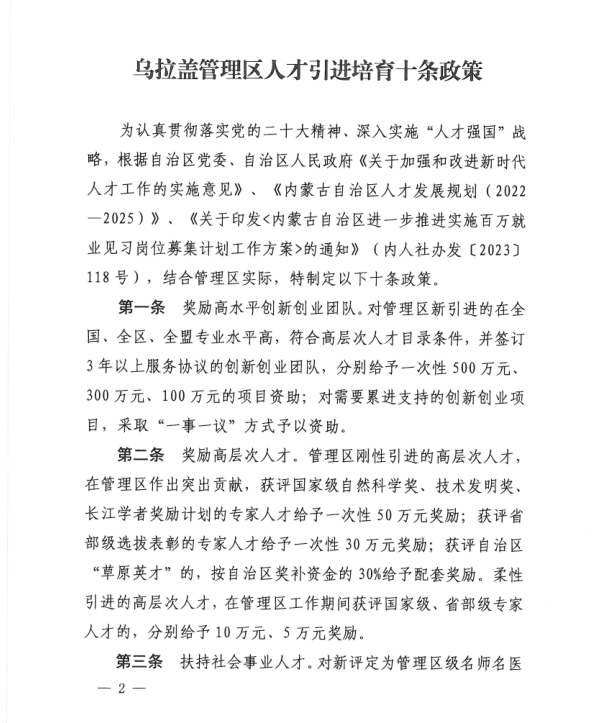 乌拉盖管理区人才引进培育十条政策
为认真贯彻落实党的二十大精神、深入实施“人才强国”战
略，根据自治区党委、自治区人民政府《关于加强和改进新时代
人才工作的实施意见》、《内蒙古自治区人才发展规划（2022
—2025）》、《关于印发<内蒙古自治区进一步推进实施百万就
业见习岗位募集计划工作方案>的通知》（内人社办发〔2023〕
118 号），结合管理区实际，特制定以下十条政策。
第一条 奖励高水平创新创业团队。对管理区新引进的在全
国、全区、全盟专业水平高，符合高层次人才目录条件，并签订
3 年以上服务协议的创新创业团队，分别给予一次性 500 万元、
300 万元、100 万元的项目资助；对需要累进支持的创新创业项
目，采取“一事一议”方式予以资助。
第二条 奖励高层次人才。管理区刚性引进的高层次人才，
在管理区作出突出贡献，获评国家级自然科学奖、技术发明奖、
长江学者奖励计划的专家人才给予一次性 50 万元奖励；获评省
部级选拔表彰的专家人才给予一次性 30 万元奖励；获评自治区
“草原英才”的，按自治区奖补资金的 30%给予配套奖励。柔性
引进的高层次人才，在管理区工作期间获评国家级、省部级专家
人才的，分别给予 10 万元、5 万元奖励。
第三条 扶持社会事业人才。对新评定为管理区级名师名医
— 2 —